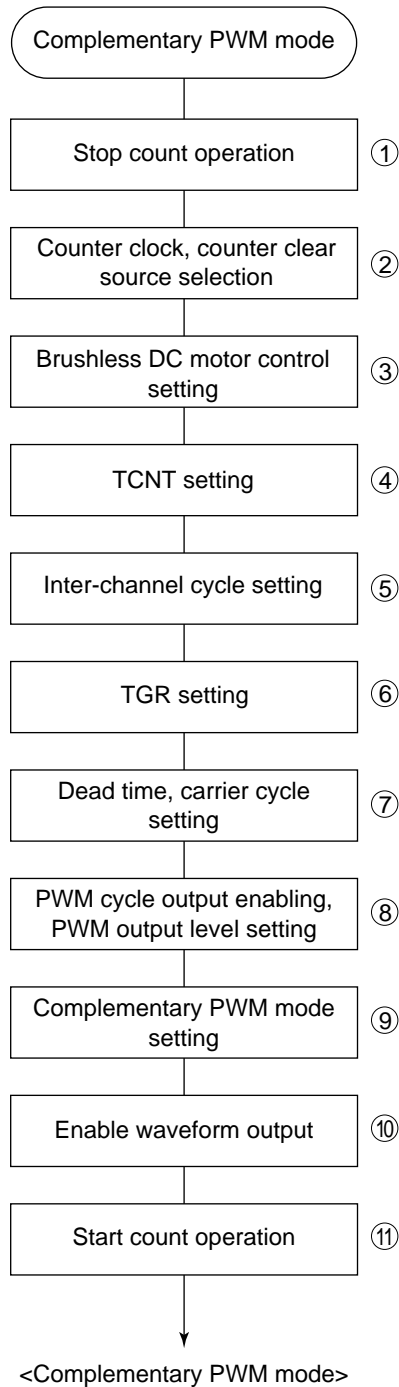 Complementary PWM mode
Stop count operation
①
Counter clock, counter clear
source selection
②
Brushless DC motor control
setting
③
TCNT setting
④
Inter-channel cycle setting
⑤
TGR setting
⑥
Dead time, carrier cycle
setting
⑦
PWM cycle output enabling,
PWM output level setting
⑧
Complementary PWM mode
setting
⑨
Enable waveform output
⑩
Start count operation
⑪
<Complementary PWM mode>